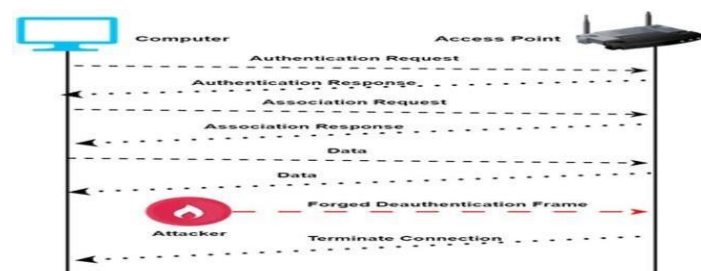 Computer
Access Point
Authentication Request
Authentication Response
Association Request
Association Response
Data
Data
Forged Deauthentication Frame
Attacker
Terminate Connection